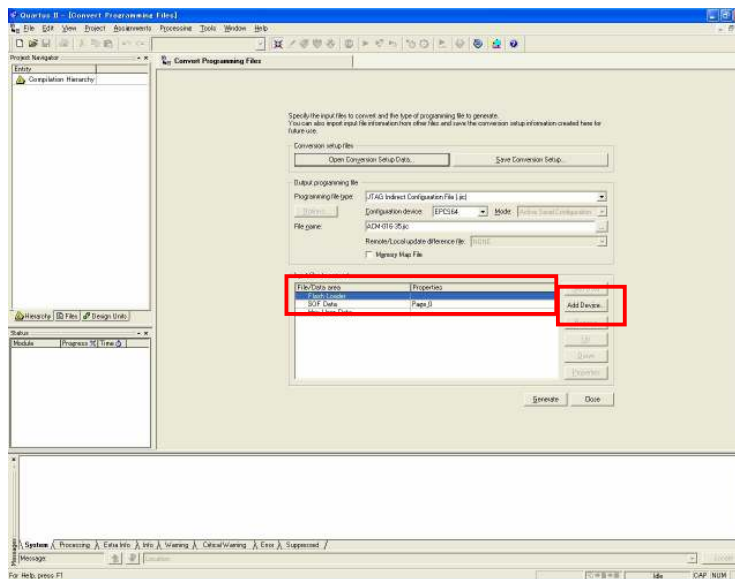 Quartus II - [Convert Programming Files]
File Edit View Project Assignments Processing Tools Window Help
Project Navigator
Convert Programming Files
Entity
Compilation Hierarchy
Specify the input files to convert and the type of programming file to generate.
You can also import input file information from other files and save the conversion setup information created here for
future use.
Conversion setup files
Open Conversion Setup Data...
Save Conversion Setup...
Output programming file
Programming file type:
JTAG Indirect Configuration File (.jic)
Options...
Configuration device:
EPCS64
Mode:
Active Serial Configuration
File name:
Remote/Local update difference file:
NONE
Memory Map File
File/Data area
Properties
Flash Loader
SOF Data
Page_0
Add Device...
Up
Down
Properties
Generate
Close
Hierarchy
Files
Design Units
Status
Module
Progress %
Time
System
Processing
Extra Info
Info
Warning
Critical Warning
Error
Suppressed
Messages
Message:
Location:
Locate
For Help, press F1
Idle
CAP
NUM